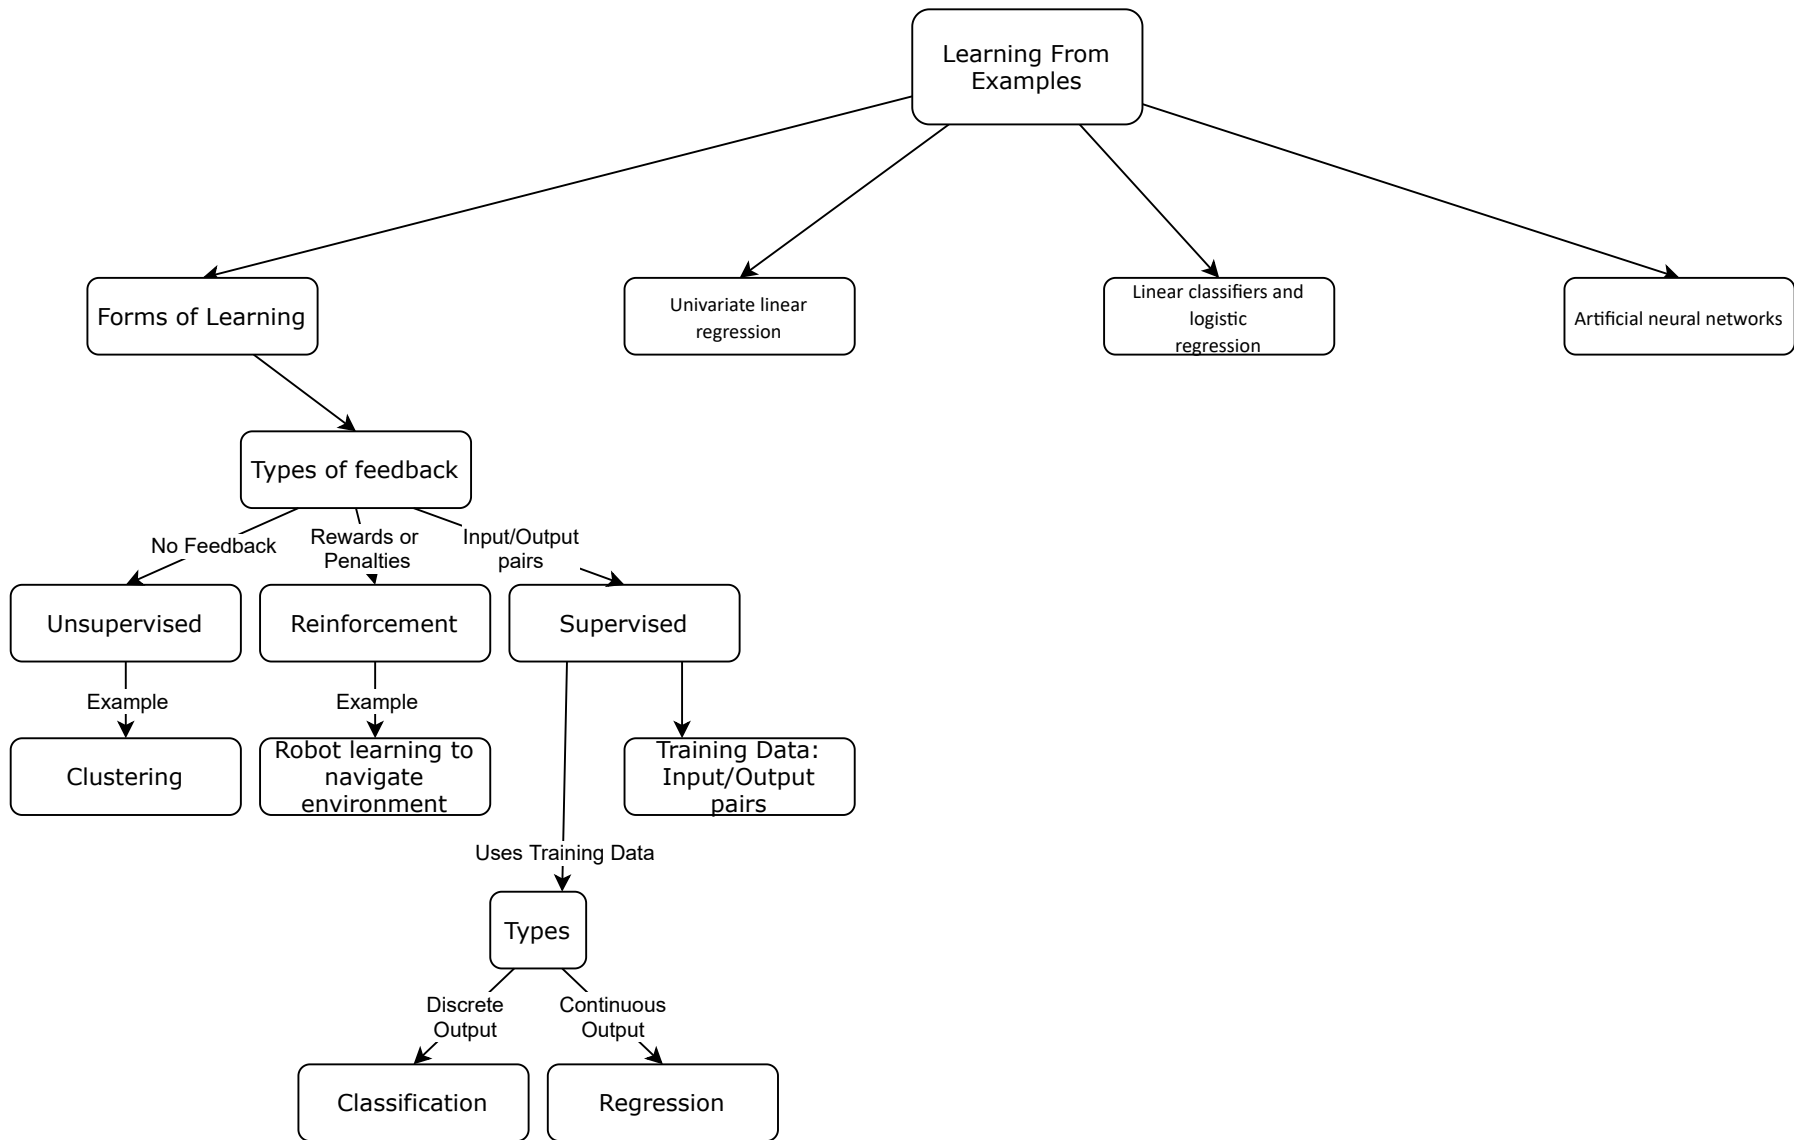 Learning From
Examples
Forms of Learning
Univariate linear
regression
Linear classifiers and
logistic
regression
Artificial neural networks
Types of feedback
No Feedback
Rewards or
Penalties
Input/Output
pairs
Unsupervised
Reinforcement
Supervised
Example
Example
Clustering
Robot learning to
navigate
environment
Training Data:
Input/Output
pairs
Uses Training Data
Types
Discrete
Output
Continuous
Output
Classification
Regression